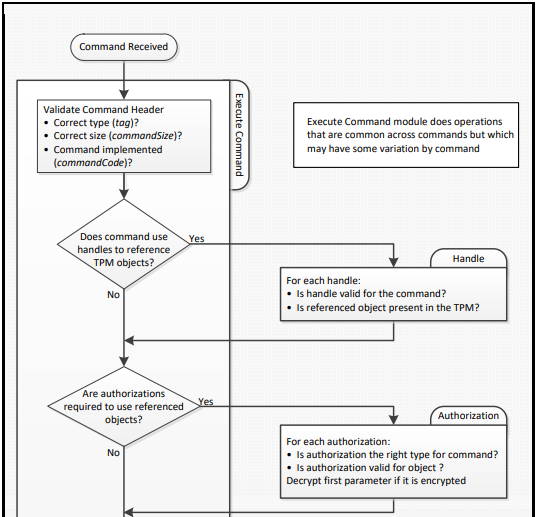 Command Received
Validate Command Header
• Correct type (tag)?
• Correct size (commandSize)?
• Command implemented
(commandCode)?
Execute Command
Execute Command module does operations
that are common across commands but which
may have some variation by command
Does command use
handles to reference
TPM objects?
Yes
No
Handle
For each handle:
• Is handle valid for the command?
• Is referenced object present in the TPM?
Are authorizations
required to use referenced
objects?
Yes
No
Authorization
For each authorization:
• Is authorization the right type for command?
• Is authorization valid for object ?
Decrypt first parameter if it is encrypted